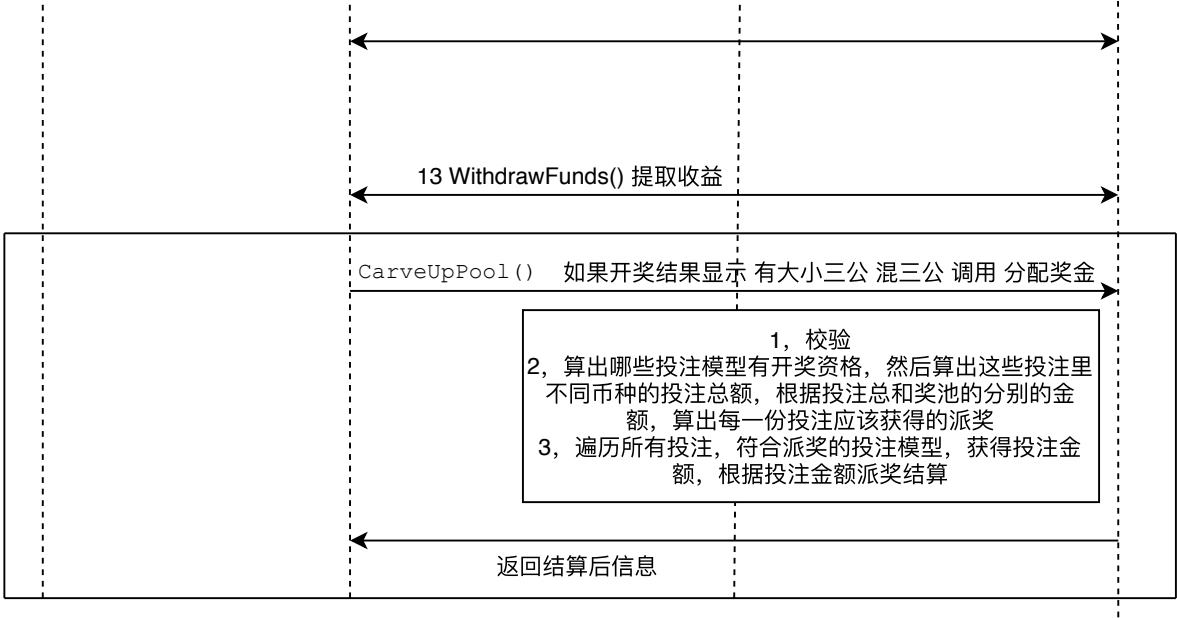 13 WithdrawFunds() 提取收益
CarveUpPool() 如果开奖结果显示 有大小三公 混三公 调用 分配奖金
1，校验
2，算出哪些投注模型有开奖资格，然后算出这些投注里
不同币种的投注总额，根据投注总和奖池的分别的金
额，算出每一份投注应该获得的派奖
3，遍历所有投注，符合派奖的投注模型，获得投注金
额，根据投注金额派奖结算
返回结算后信息